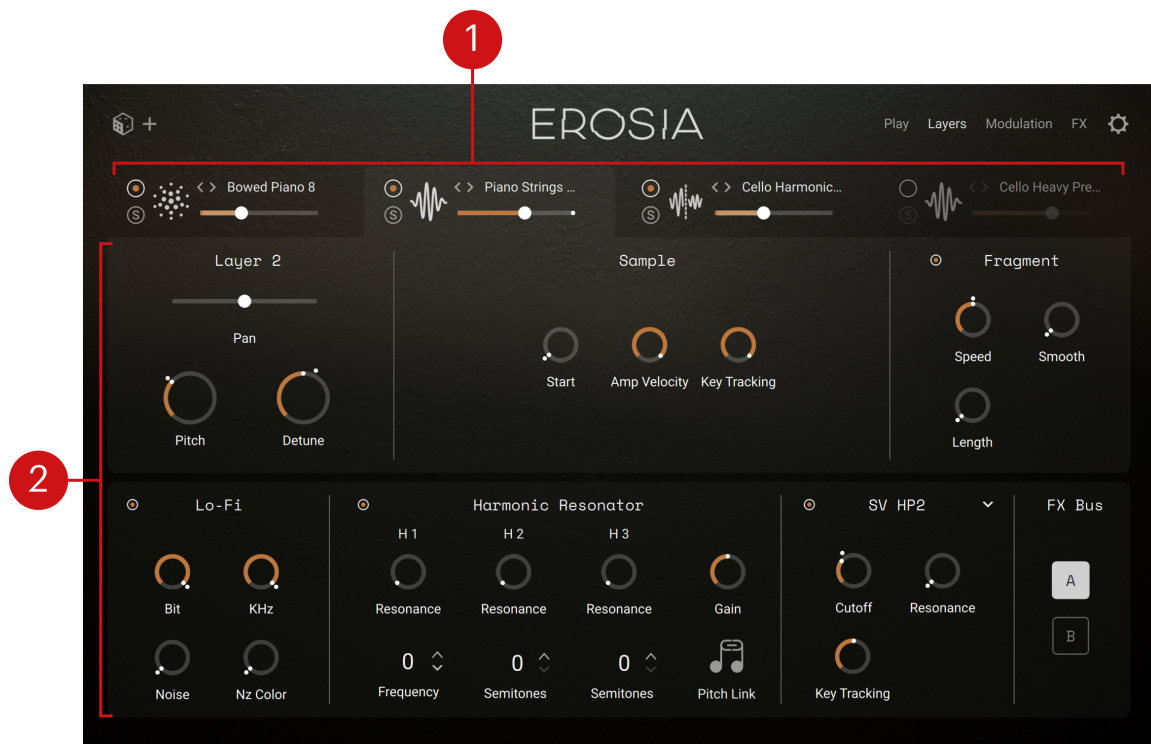 1
EROSIA
Play Layers Modulation FX
Bowed Piano 8
Piano Strings ...
Cello Harmonic...
Cello Heavy Pre...
S
S
S
S
2
Layer 2
Pan
Pitch
Detune
Sample
Start
Amp Velocity
Key Tracking
Fragment
Speed
Smooth
Length
Lo-Fi
Bit
KHz
Noise
Nz Color
Harmonic Resonator
H 1
H 2
H 3
Resonance
Resonance
Resonance
Gain
0
0
0
Frequency
Semitones
Semitones
Pitch Link
SV HP2
Cutoff
Resonance
Key Tracking
FX Bus
A
B